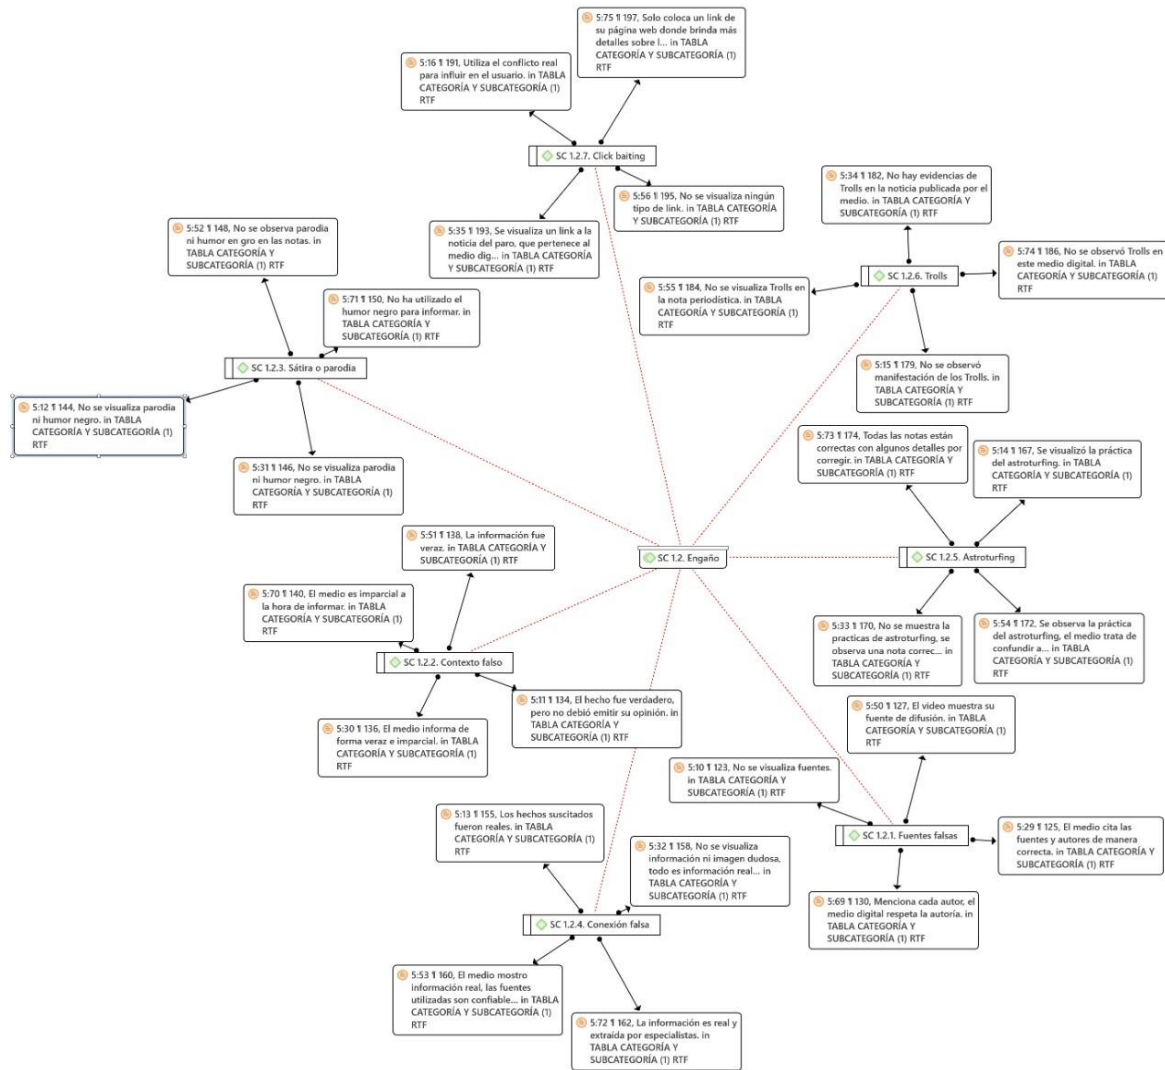 5:75 ¶ 197, Solo coloca un link de
su página web donde brinda más
detalles sobre l... in TABLA
CATEGORÍA Y SUBCATEGORÍA (1)
RTF
5:16 ¶ 191, Utiliza el conflicto real
para influir en el usuario. in TABLA
CATEGORÍA Y SUBCATEGORÍA (1)
RTF
SC 1.2.7. Click baiting
5:56 ¶ 195, No se visualiza ningún
tipo de link. in TABLA CATEGORÍA
Y SUBCATEGORÍA (1) RTF
5:35 ¶ 193, Se visualiza un link a la
noticia del paro, que pertenece al
medio dig... in TABLA CATEGORÍA
Y SUBCATEGORÍA (1) RTF
5:34 ¶ 182, No hay evidencias de
Trolls en la noticia publicada por el
medio. in TABLA CATEGORÍA Y
SUBCATEGORÍA (1) RTF
5:74 ¶ 186, No se observó Trolls en
este medio digital. in TABLA
CATEGORÍA Y SUBCATEGORÍA (1)
RTF
SC 1.2.6. Trolls
5:55 ¶ 184, No se visualiza Trolls en
la nota periodística. in TABLA
CATEGORÍA Y SUBCATEGORÍA (1)
RTF
5:15 ¶ 179, No se observó
manifestación de los Trolls. in
TABLA CATEGORÍA Y
SUBCATEGORÍA (1) RTF
5:52 ¶ 148, No se observa parodia
ni humor en gro en las notas. in
TABLA CATEGORÍA Y
SUBCATEGORÍA (1) RTF
5:71 ¶ 150, No ha utilizado el
humor negro para informar. in
TABLA CATEGORÍA Y
SUBCATEGORÍA (1) RTF
SC 1.2.3. Sátira o parodia
5:12 ¶ 144, No se visualiza parodia
ni humor negro. in TABLA
CATEGORÍA Y SUBCATEGORÍA (1)
RTF
5:31 ¶ 146, No se visualiza parodia
ni humor negro. in TABLA
CATEGORÍA Y SUBCATEGORÍA (1)
RTF
5:73 ¶ 174, Todas las notas están
correctas con algunos detalles por
corregir. in TABLA CATEGORÍA Y
SUBCATEGORÍA (1) RTF
5:14 ¶ 167, Se visualizó la práctica
del astroturfing. in TABLA
CATEGORÍA Y SUBCATEGORÍA (1)
RTF
SC 1.2. Engaño
SC 1.2.5. Astroturfing
5:33 ¶ 170, No se muestra la
practicas de astroturfing, se
observa una nota correc... in
TABLA CATEGORÍA Y
SUBCATEGORÍA (1) RTF
5:54 ¶ 172, Se observa la práctica
del astroturfing, el medio trata de
confundir a... in TABLA
CATEGORÍA Y SUBCATEGORÍA (1)
RTF
5:51 ¶ 138, La información fue
veraz. in TABLA CATEGORÍA Y
SUBCATEGORÍA (1) RTF
5:70 ¶ 140, El medio es imparcial a
la hora de informar. in TABLA
CATEGORÍA Y SUBCATEGORÍA (1)
RTF
SC 1.2.2. Contexto falso
5:30 ¶ 136, El medio informa de
forma veraz e imparcial. in TABLA
CATEGORÍA Y SUBCATEGORÍA (1)
RTF
5:11 ¶ 134, El hecho fue verdadero,
pero no debió emitir su opinión. in
TABLA CATEGORÍA Y
SUBCATEGORÍA (1) RTF
5:50 ¶ 127, El video muestra su
fuente de difusión. in TABLA
CATEGORÍA Y SUBCATEGORÍA (1)
RTF
5:10 ¶ 123, No se visualiza fuentes.
in TABLA CATEGORÍA Y
SUBCATEGORÍA (1) RTF
SC 1.2.1. Fuentes falsas
5:29 ¶ 125, El medio cita las
fuentes y autores de manera
correcta. in TABLA CATEGORÍA Y
SUBCATEGORÍA (1) RTF
5:69 ¶ 130, Menciona cada autor, el
medio digital respeta la autoría. in
TABLA CATEGORÍA Y
SUBCATEGORÍA (1) RTF
5:13 ¶ 155, Los hechos suscitados
fueron reales. in TABLA
CATEGORÍA Y SUBCATEGORÍA (1)
RTF
5:32 ¶ 158, No se visualiza
información ni imagen dudosa,
todo es información real... in
TABLA CATEGORÍA Y
SUBCATEGORÍA (1) RTF
SC 1.2.4. Conexión falsa
5:53 ¶ 160, El medio mostro
información real, las fuentes
utilizadas son confiable... in TABLA
CATEGORÍA Y SUBCATEGORÍA (1)
RTF
5:72 ¶ 162, La información es real y
extraída por especialistas. in
TABLA CATEGORÍA Y
SUBCATEGORÍA (1) RTF